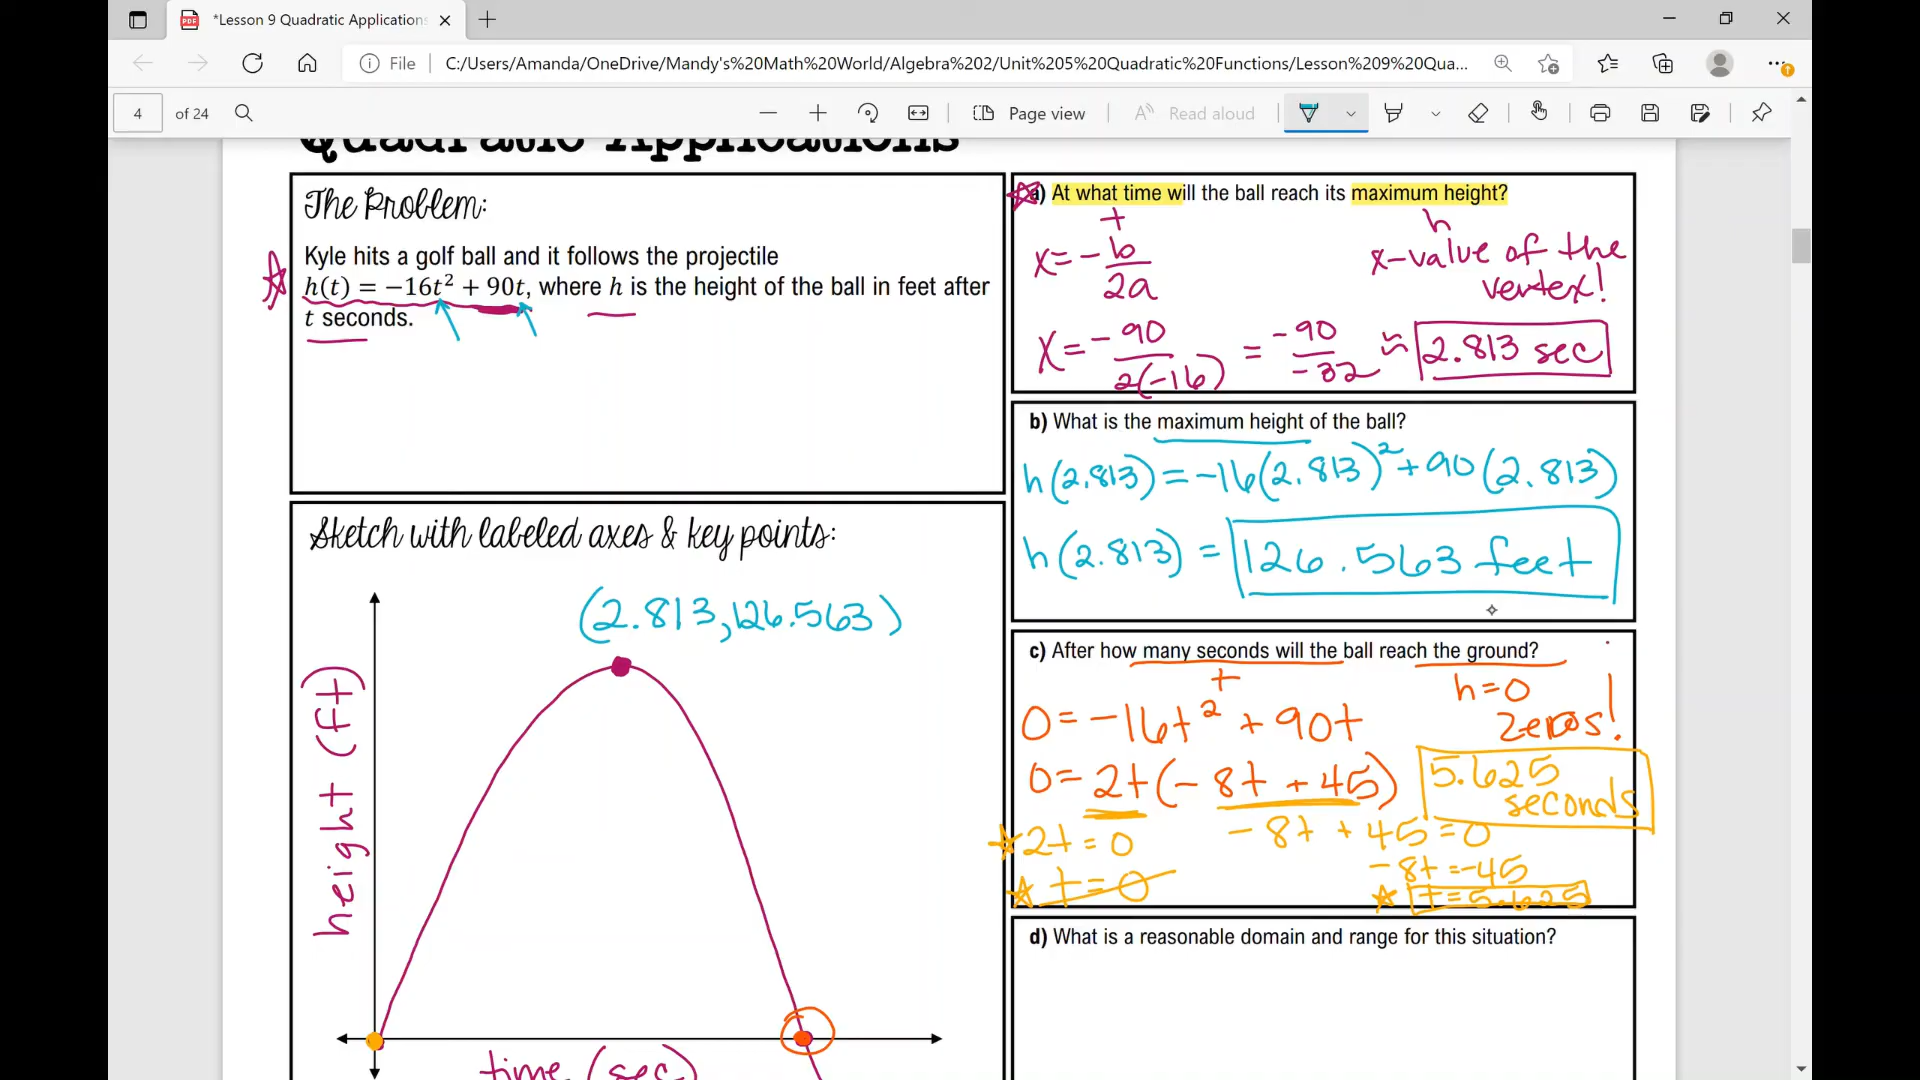 *Lesson 9 Quadratic Applications
File C:/Users/Amanda/OneDrive/Mandy's%20Math%20World/Algebra%202/Unit%205%20Quadratic%20Functions/Lesson%209%20Qua...
4 of 24 Page view Read aloud
Quadratic Applications
The Problem:
Kyle hits a golf ball and it follows the projectile
h(t) = −16t² + 90t, where h is the height of the ball in feet after
t seconds.
Sketch with labeled axes & key points:
(2.813, 126.563)
height (ft)
time (sec)
a) At what time will the ball reach its maximum height?
t h
x = -b/2a x-value of the
vertex!
x = -90/2(-16) = -90/-32 ≈ 2.813 sec
b) What is the maximum height of the ball?
h(2.813) = -16(2.813)² + 90(2.813)
h(2.813) = 126.563 feet
c) After how many seconds will the ball reach the ground?
t h=0
0 = -16t² + 90t zeros!
0 = 2t(-8t + 45) 5.625
seconds
2t = 0 -8t + 45 = 0
-8t = -45
t = 0 t = 5.625
d) What is a reasonable domain and range for this situation?